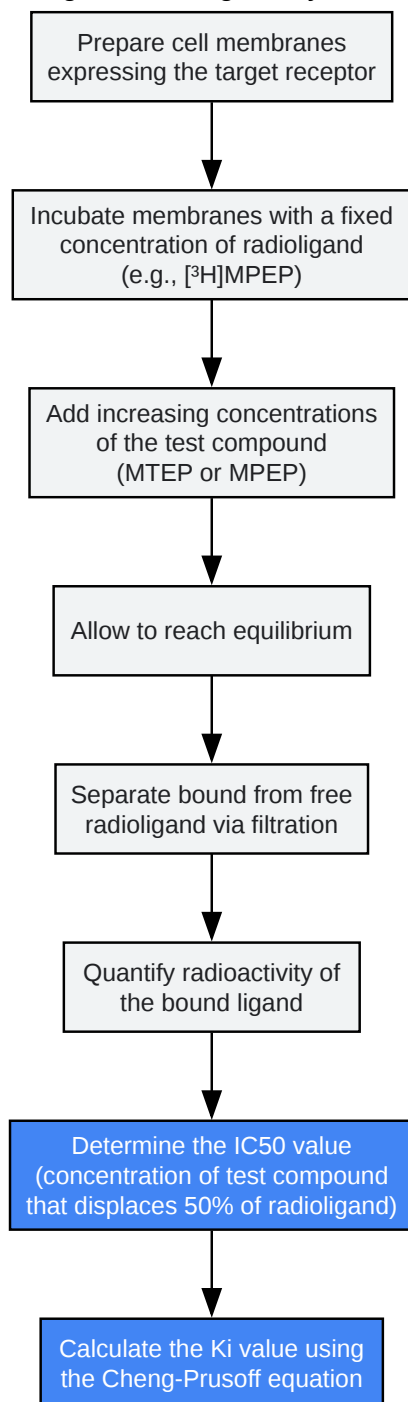 Prepare cell membranes
expressing the target receptor
Incubate membranes with a fixed
concentration of radioligand
(e.g., [³H]MPEP)
Add increasing concentrations
of the test compound
(MTEP or MPEP)
Allow to reach equilibrium
Separate bound from free
radioligand via filtration
Quantify radioactivity of
the bound ligand
Determine the IC50 value
(concentration of test compound
that displaces 50% of radioligand)
Calculate the Ki value using
the Cheng-Prusoff equation